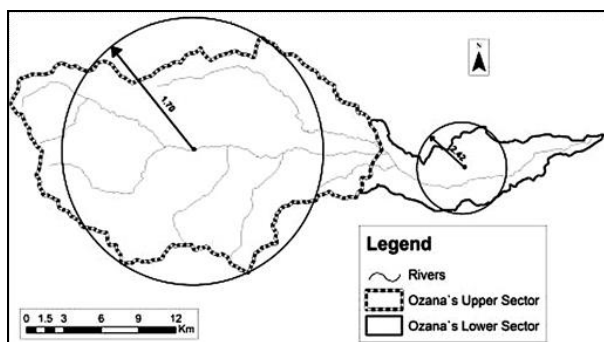 N
1.70
2.42
Legend
Rivers
Ozana`s Upper Sector
Ozana`s Lower Sector
0 1.5 3 6 9 12
Km